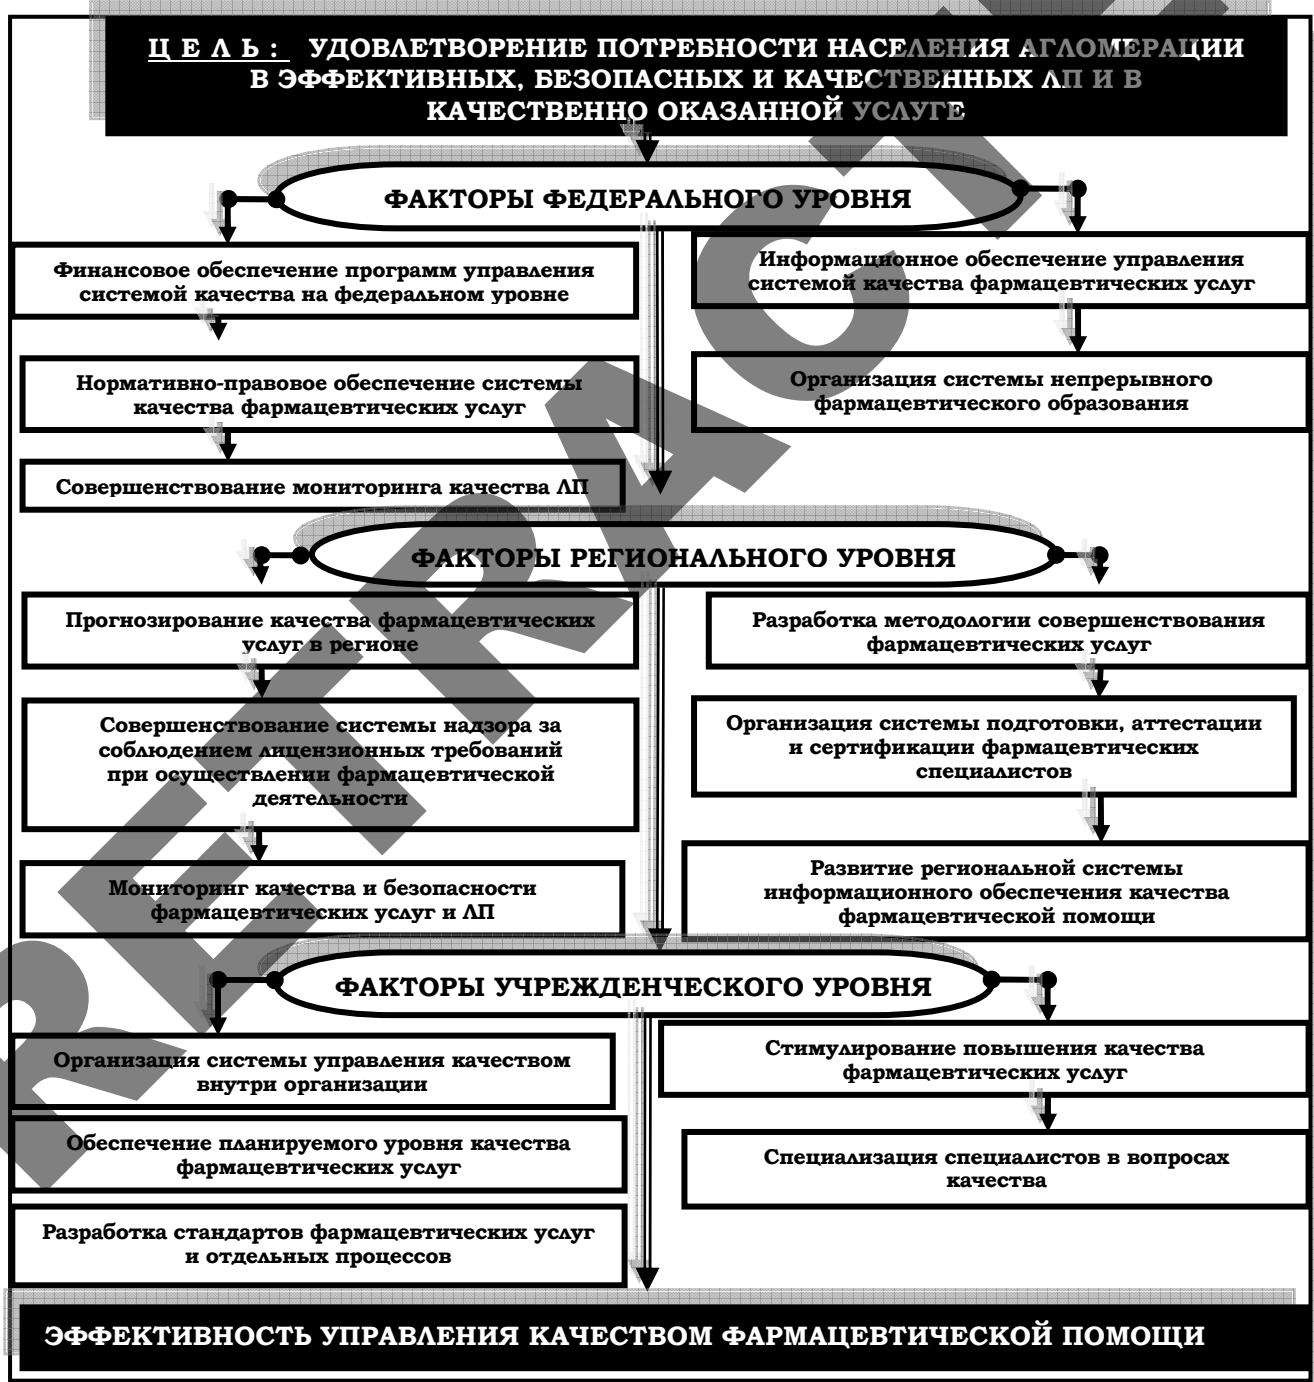 ЦЕЛЬ: УДОВЛЕТВОРЕНИЕ ПОТРЕБНОСТИ НАСЕЛЕНИЯ АГЛОМЕРАЦИИ
В ЭФФЕКТИВНЫХ, БЕЗОПАСНЫХ И КАЧЕСТВЕННЫХ ЛП И В
КАЧЕСТВЕННО ОКАЗАННОЙ УСЛУГЕ
ФАКТОРЫ ФЕДЕРАЛЬНОГО УРОВНЯ
Финансовое обеспечение программ управления
системой качества на федеральном уровне
Нормативно-правовое обеспечение системы
качества фармацевтических услуг
Совершенствование мониторинга качества ЛП
Информационное обеспечение управления
системой качества фармацевтических услуг
Организация системы непрерывного
фармацевтического образования
ФАКТОРЫ РЕГИОНАЛЬНОГО УРОВНЯ
Прогнозирование качества фармацевтических
услуг в регионе
Совершенствование системы надзора за
соблюдением лицензионных требований
при осуществлении фармацевтической
деятельности
Мониторинг качества и безопасности
фармацевтических услуг и ЛП
Разработка методологии совершенствования
фармацевтических услуг
Организация системы подготовки, аттестации
и сертификации фармацевтических
специалистов
Развитие региональной системы
информационного обеспечения качества
фармацевтической помощи
ФАКТОРЫ УЧРЕЖДЕНЧЕСКОГО УРОВНЯ
Организация системы управления качеством
внутри организации
Обеспечение планируемого уровня качества
фармацевтических услуг
Разработка стандартов фармацевтических услуг
и отдельных процессов
Стимулирование повышения качества
фармацевтических услуг
Специализация специалистов в вопросах
качества
ЭФФЕКТИВНОСТЬ УПРАВЛЕНИЯ КАЧЕСТВОМ ФАРМАЦЕВТИЧЕСКОЙ ПОМОЩИ
RETRACT